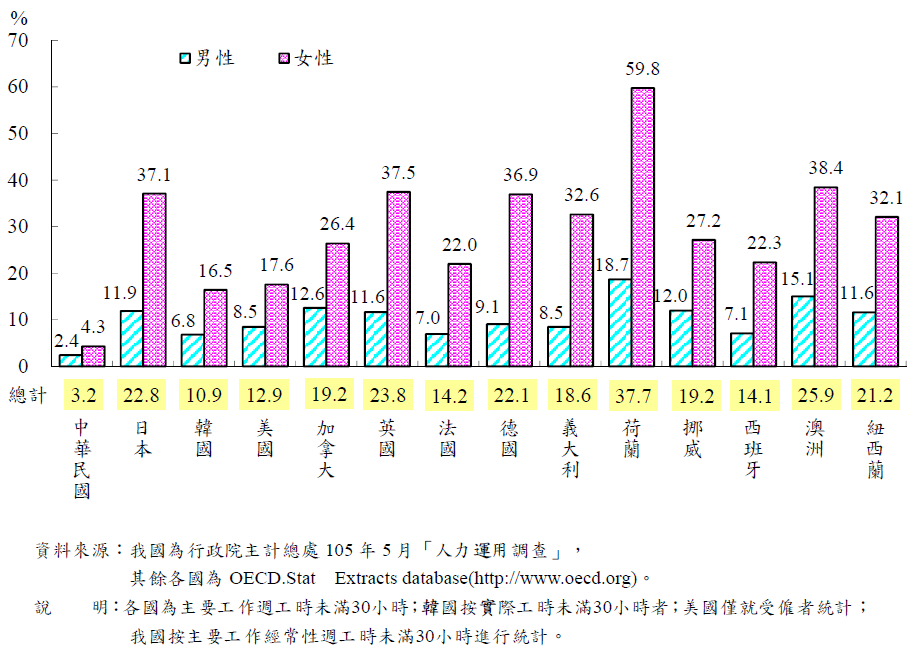 %
70
60
50
40
30
20
10
0
男性 女性
2.4 4.3
11.9 37.1
6.8 16.5
8.5 17.6
12.6 26.4
11.6 37.5
7.0 22.0
9.1 36.9
8.5 32.6
18.7 59.8
12.0 27.2
7.1 22.3
15.1 38.4
11.6 32.1
總計 3.2 22.8 10.9 12.9 19.2 23.8 14.2 22.1 18.6 37.7 19.2 14.1 25.9 21.2
中華民國
日本
韓國
美國
加拿大
英國
法國
德國
義大利
荷蘭
挪威
西班牙
澳洲
紐西蘭
資料來源：我國為行政院主計總處 105 年 5 月「人力運用調查」，
其餘各國為 OECD.Stat Extracts database(http://www.oecd.org)。
說 明：各國為主要工作週工時未滿30小時；韓國按實際工時未滿30小時者；美國僅就受僱者統計；
我國按主要工作經常性週工時未滿30小時進行統計。